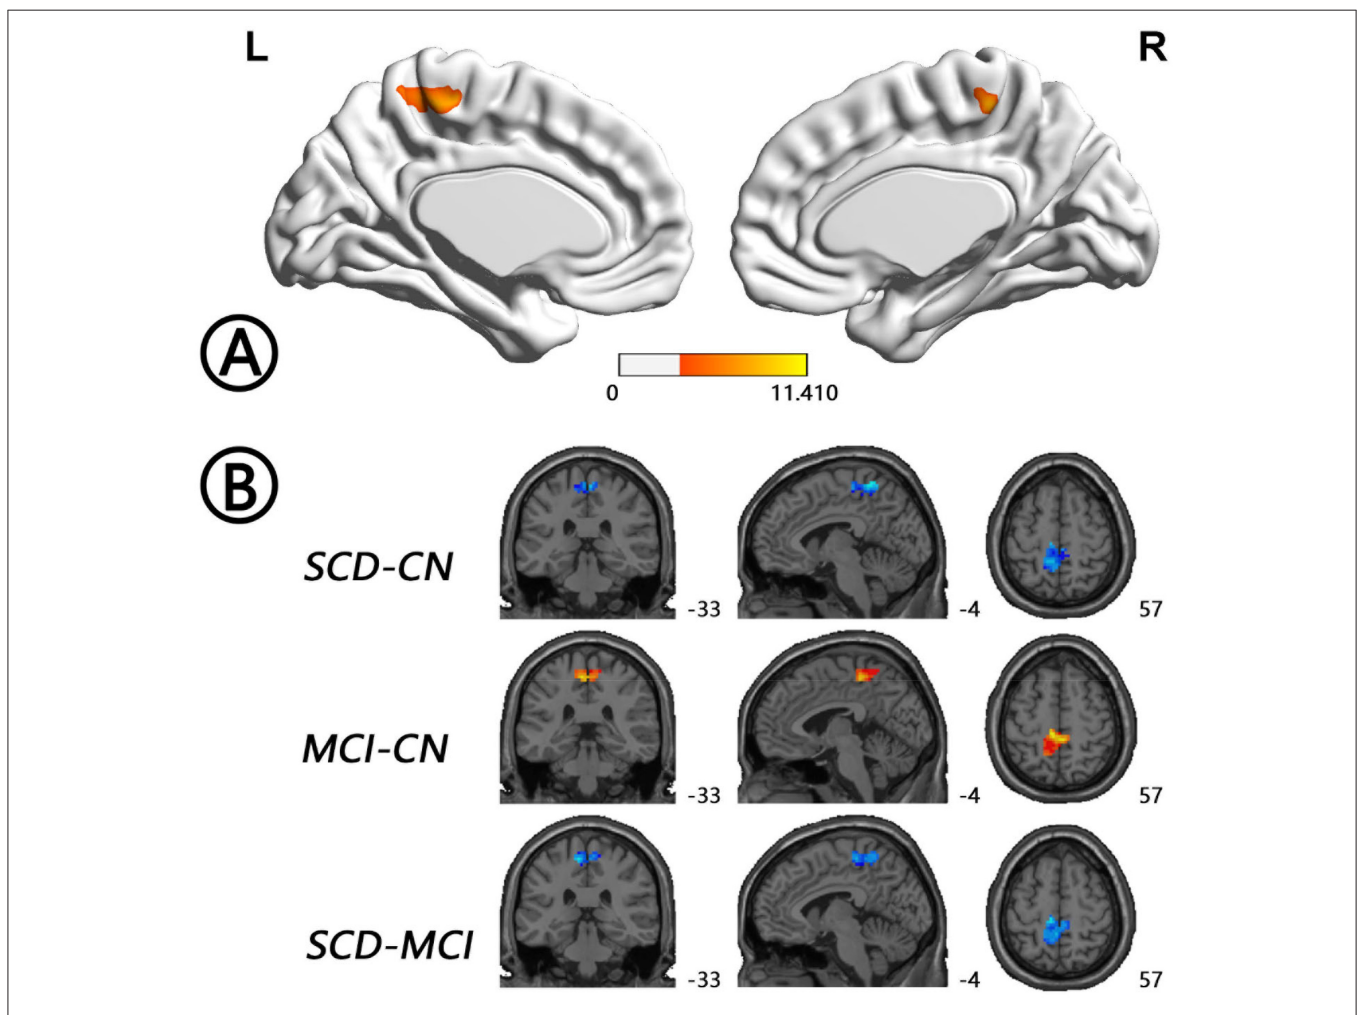 L R
A
0 11.410
B
SCD-CN -33 -4 57
MCI-CN -33 -4 57
SCD-MCI -33 -4 57